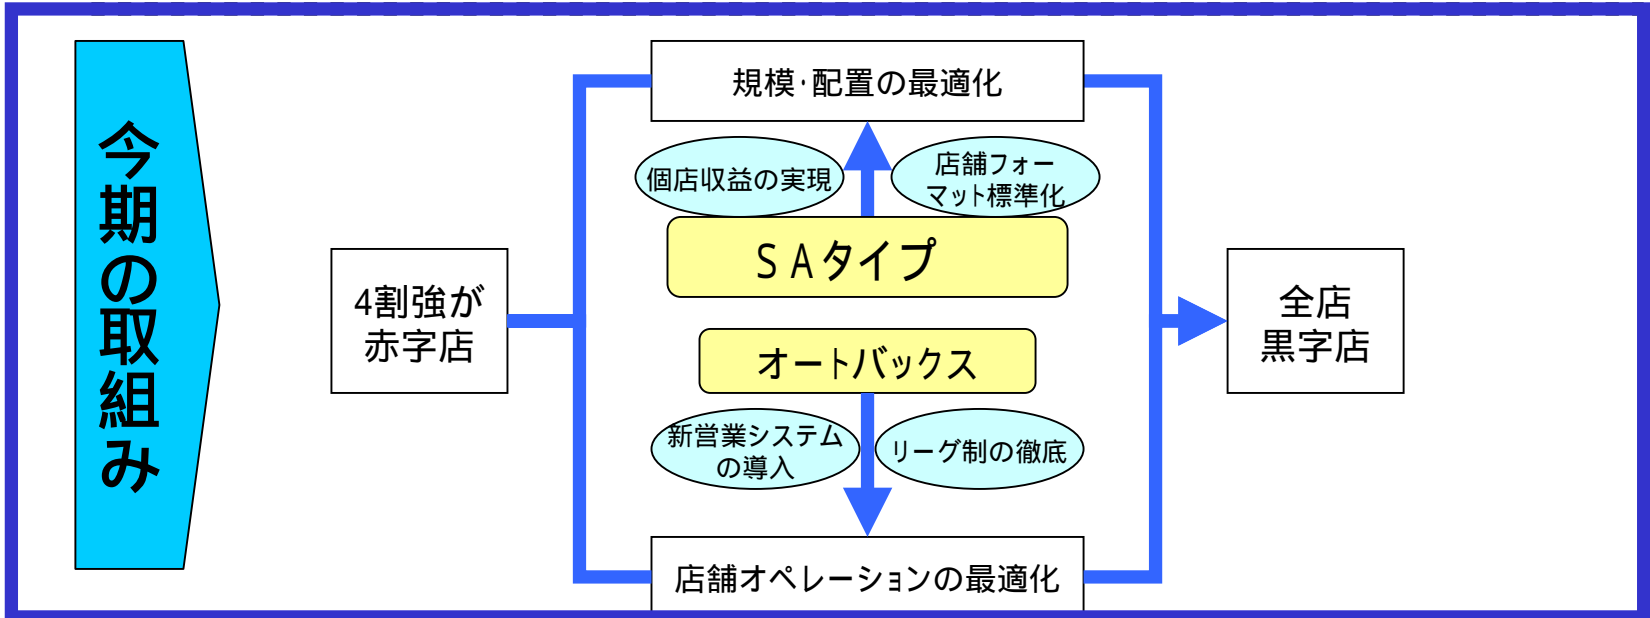 今期の取組み
規模・配置の最適化
個店収益の実現
店舗フォー
マット標準化
ＳＡタイプ
4割強が
赤字店
全店
黒字店
オートバックス
新営業システム
の導入
リーグ制の徹底
店舗オペレーションの最適化